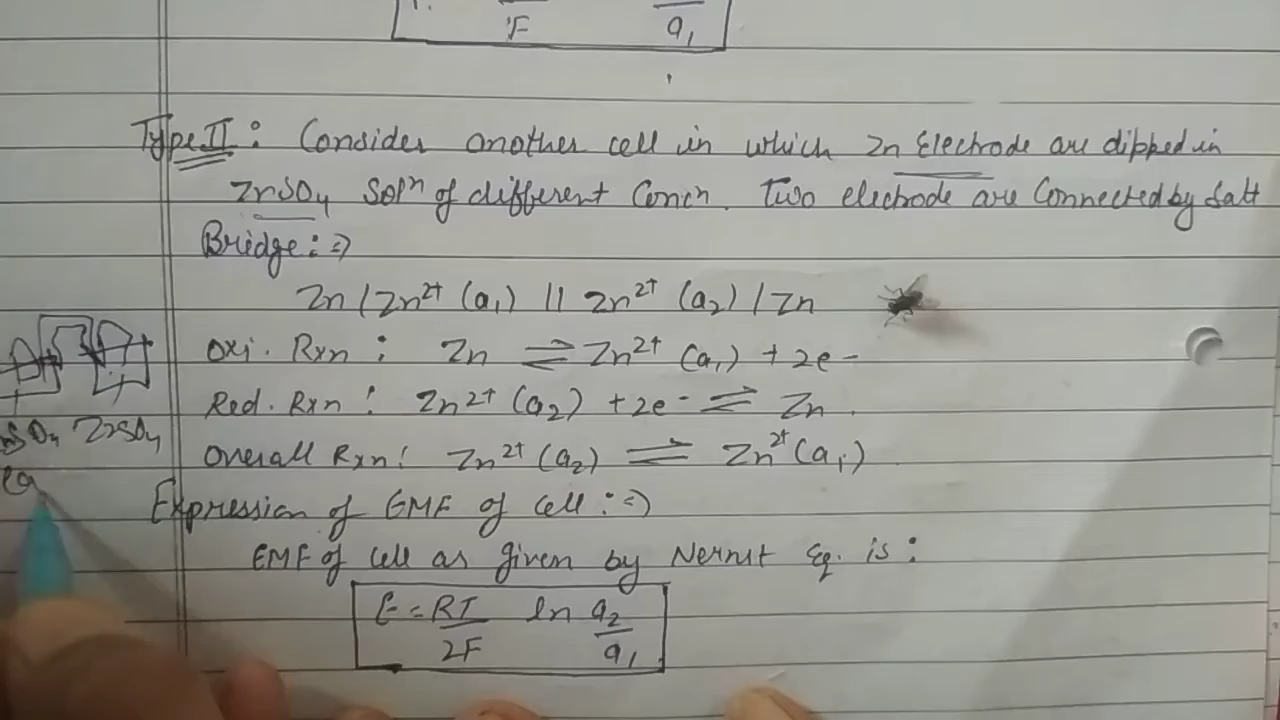 F a₁
Type II : Consider another cell in which Zn Electrode are dipped in
ZnSO₄ Solⁿ of different Concn. Two electrode are Connected by Salt
Bridge : ⇒
Zn / Zn²⁺ (a₁) || Zn²⁺ (a₂) / Zn
Oxi. Rxn : Zn ⇌ Zn²⁺ (a₁) + 2e-
Red. Rxn : Zn²⁺ (a₂) + 2e⁻ ⇌ Zn.
SO₄ ZnSO₄
Overall Rxn : Zn²⁺ (a₂) ⇌ Zn²⁺ (a₁)
(a
Expression of EMF of Cell : ⇒
EMF of Cell as given by Nernst Eq. is :
E = RT/2F ln a₂/a₁